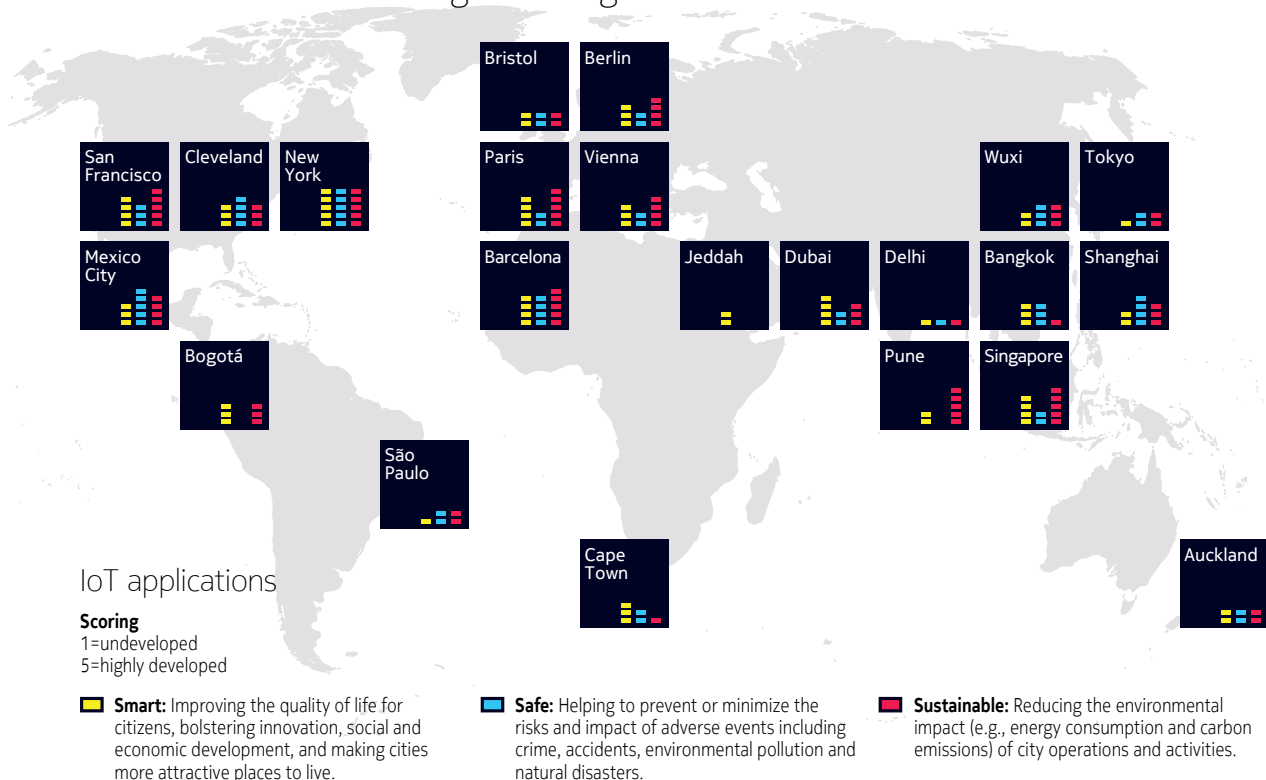 Bristol
Berlin
San
Francisco
Cleveland
New
York
Paris
Vienna
Wuxi
Tokyo
Mexico
City
Barcelona
Jeddah
Dubai
Delhi
Bangkok
Shanghai
Bogotá
Pune
Singapore
São
Paulo
Cape
Town
Auckland
IoT applications
Scoring
1=undeveloped
5=highly developed
Smart: Improving the quality of life for
citizens, bolstering innovation, social and
economic development, and making cities
more attractive places to live.
Safe: Helping to prevent or minimize the
risks and impact of adverse events including
crime, accidents, environmental pollution and
natural disasters.
Sustainable: Reducing the environmental
impact (e.g., energy consumption and carbon
emissions) of city operations and activities.